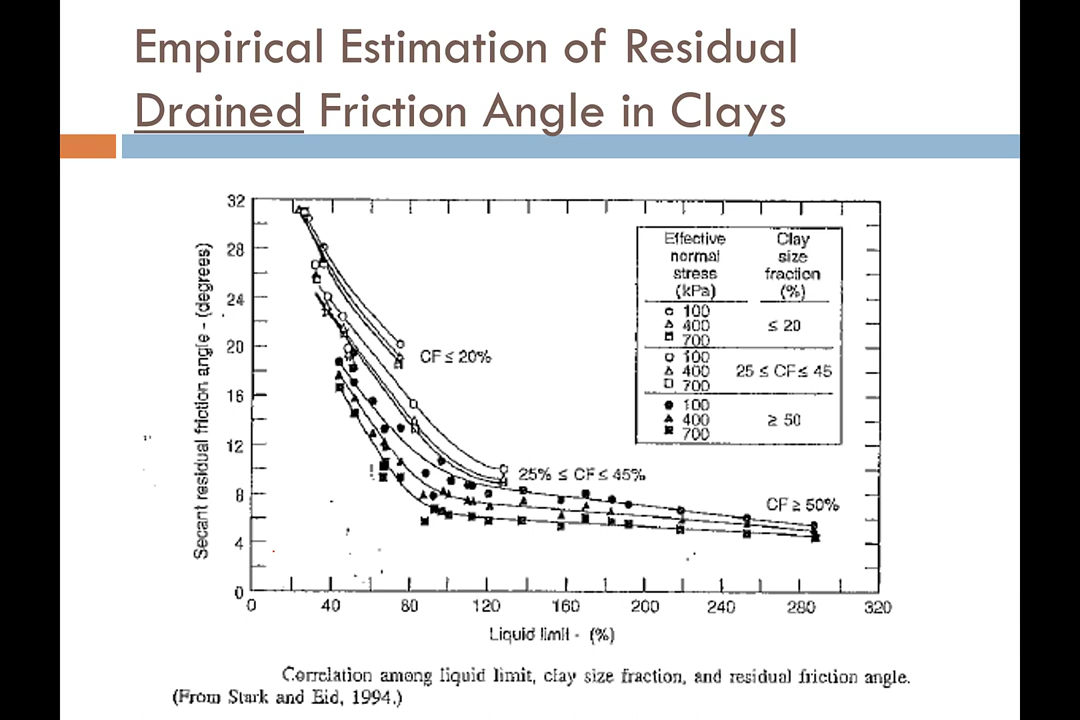 Empirical Estimation of Residual
Drained Friction Angle in Clays
32
28
24
20
16
12
8
4
0
Secant residual friction angle - (degrees)
Effective normal stress (kPa)
Clay size fraction (%)
100
400
700
≤ 20
100
400
700
25 ≤ CF ≤ 45
100
400
700
≥ 50
CF ≤ 20%
25% ≤ CF ≤ 45%
CF ≥ 50%
0 40 80 120 160 200 240 280 320
Liquid limit - (%)
Correlation among liquid limit, clay size fraction, and residual friction angle.
(From Stark and Eid, 1994.)